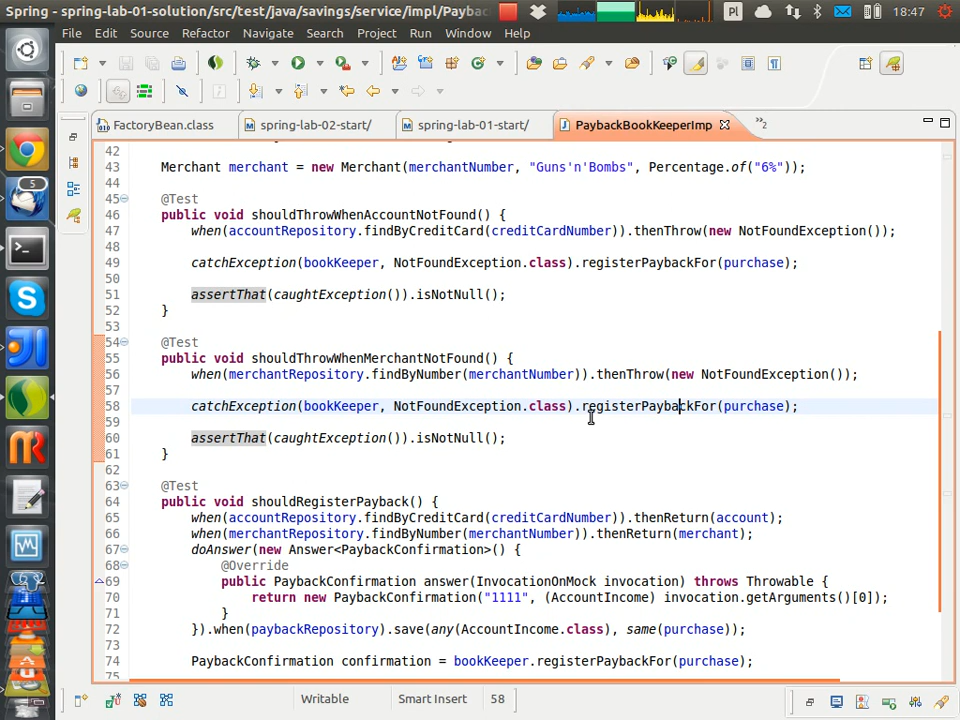 Spring - spring-lab-01-solution/src/test/java/savings/service/impl/Payba
Pl
18:47
File Edit Source Refactor Navigate Search Project Run Window Help
FactoryBean.class
spring-lab-02-start/
spring-lab-01-start/
PaybackBookKeeperImp
»2
5
42
43 Merchant merchant = new Merchant(merchantNumber, "Guns'n'Bombs", Percentage.of("6%"));
44
45 @Test
46 public void shouldThrowWhenAccountNotFound() {
47 when(accountRepository.findByCreditCard(creditCardNumber)).thenThrow(new NotFoundException());
48
49 catchException(bookKeeper, NotFoundException.class).registerPaybackFor(purchase);
50
51 assertThat(caughtException()).isNotNull();
52 }
53
54 @Test
55 public void shouldThrowWhenMerchantNotFound() {
56 when(merchantRepository.findByNumber(merchantNumber)).thenThrow(new NotFoundException());
57
58 catchException(bookKeeper, NotFoundException.class).registerPaybackFor(purchase);
59
60 assertThat(caughtException()).isNotNull();
61 }
62
63 @Test
64 public void shouldRegisterPayback() {
65 when(accountRepository.findByCreditCard(creditCardNumber)).thenReturn(account);
66 when(merchantRepository.findByNumber(merchantNumber)).thenReturn(merchant);
67 doAnswer(new Answer<PaybackConfirmation>() {
68 @Override
69 public PaybackConfirmation answer(InvocationOnMock invocation) throws Throwable {
70 return new PaybackConfirmation("1111", (AccountIncome) invocation.getArguments()[0]);
71 }
72 }).when(paybackRepository).save(any(AccountIncome.class), same(purchase));
73
74 PaybackConfirmation confirmation = bookKeeper.registerPaybackFor(purchase);
75
Writable
Smart Insert
58